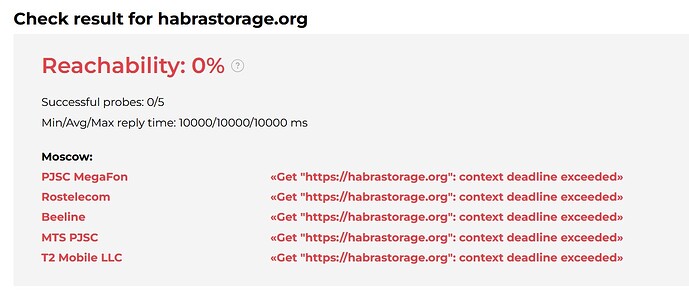 Check result for habrastorage.org
Reachability: 0% ?
Successful probes: 0/5
Min/Avg/Max reply time: 10000/10000/10000 ms
Moscow:
PJSC MegaFon «Get "https://habrastorage.org": context deadline exceeded»
Rostelecom «Get "https://habrastorage.org": context deadline exceeded»
Beeline «Get "https://habrastorage.org": context deadline exceeded»
MTS PJSC «Get "https://habrastorage.org": context deadline exceeded»
T2 Mobile LLC «Get "https://habrastorage.org": context deadline exceeded»